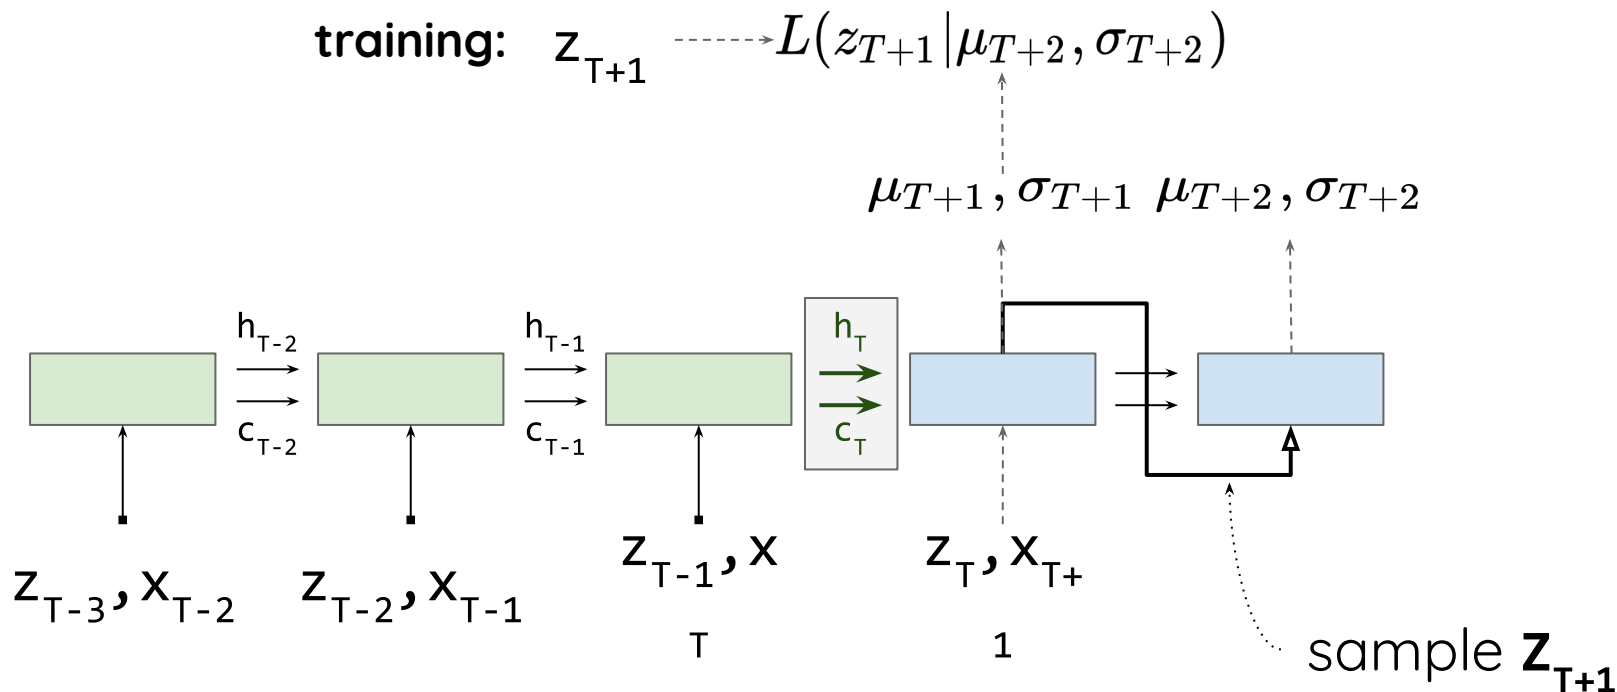 training: z_{T+1} L(z_{T+1}|μ_{T+2}, σ_{T+2})
μ_{T+1}, σ_{T+1} μ_{T+2}, σ_{T+2}
h_{T-2} h_{T-1} h_T
c_{T-2} c_{T-1} c_T
z_{T-3},x_{T-2} z_{T-2},x_{T-1} z_{T-1},x z_T,x_{T+}
T 1
sample z_{T+1}